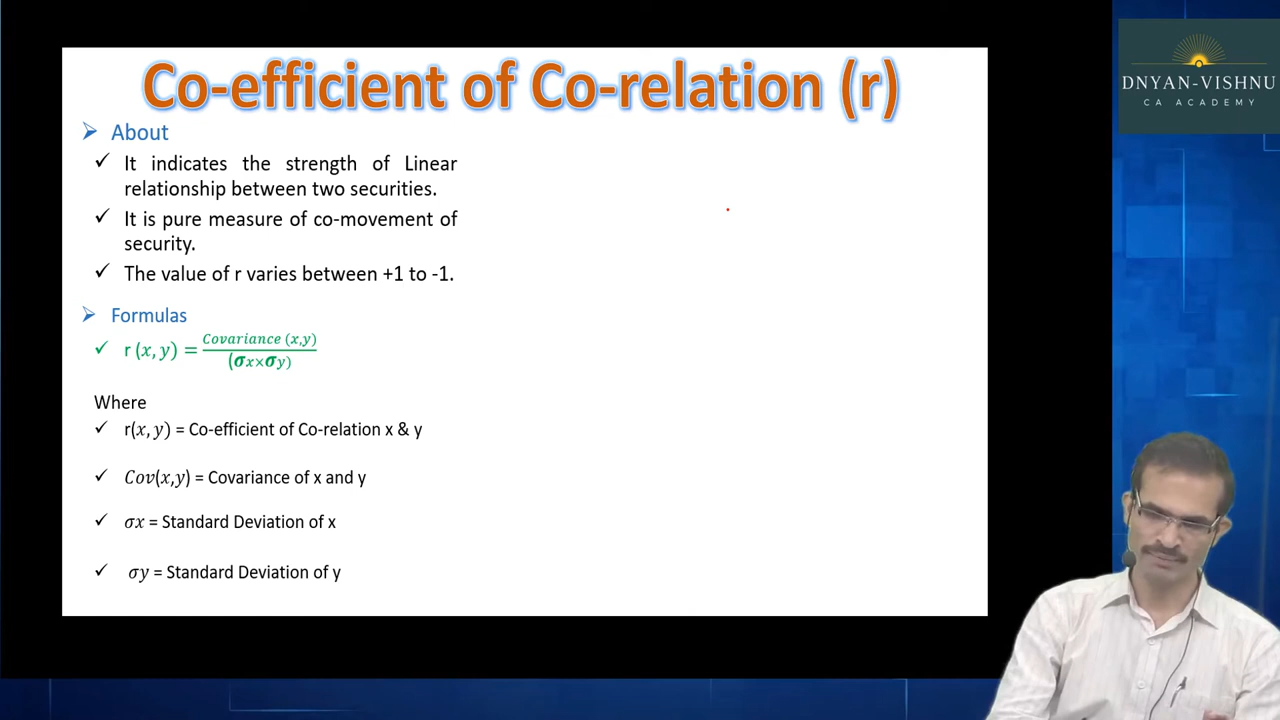 Co-efficient of Co-relation (r)
DNYAN-VISHNU
CA ACADEMY
About
It indicates the strength of Linear
relationship between two securities.
It is pure measure of co-movement of
security.
The value of r varies between +1 to -1.
Formulas
r (x, y) = Covariance (x,y) / (σx×σy)
Where
r(x, y) = Co-efficient of Co-relation x & y
Cov(x,y) = Covariance of x and y
σx = Standard Deviation of x
σy = Standard Deviation of y